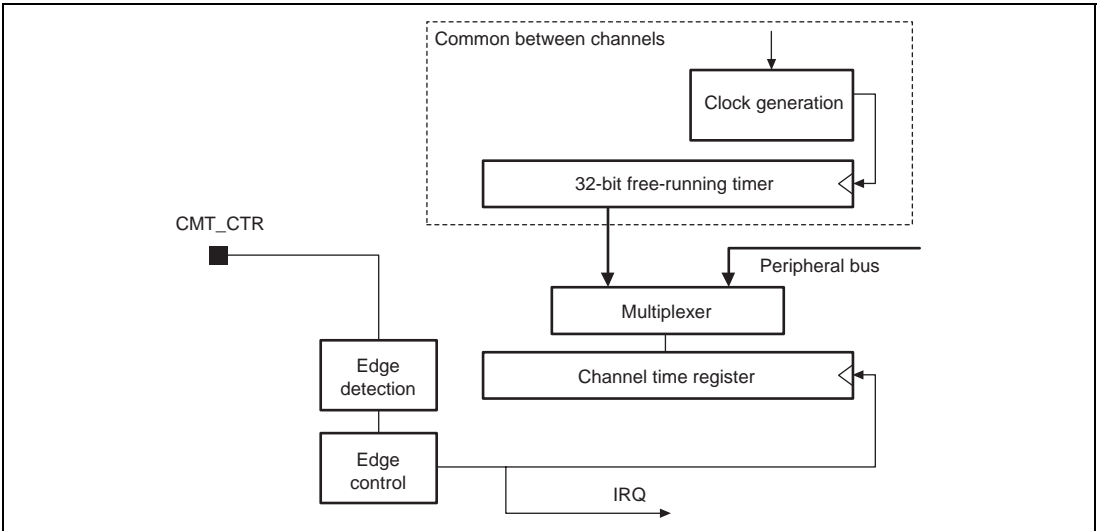 Common between channels
Clock generation
32-bit free-running timer
CMT_CTR
Peripheral bus
Multiplexer
Edge
detection
Channel time register
Edge
control
IRQ